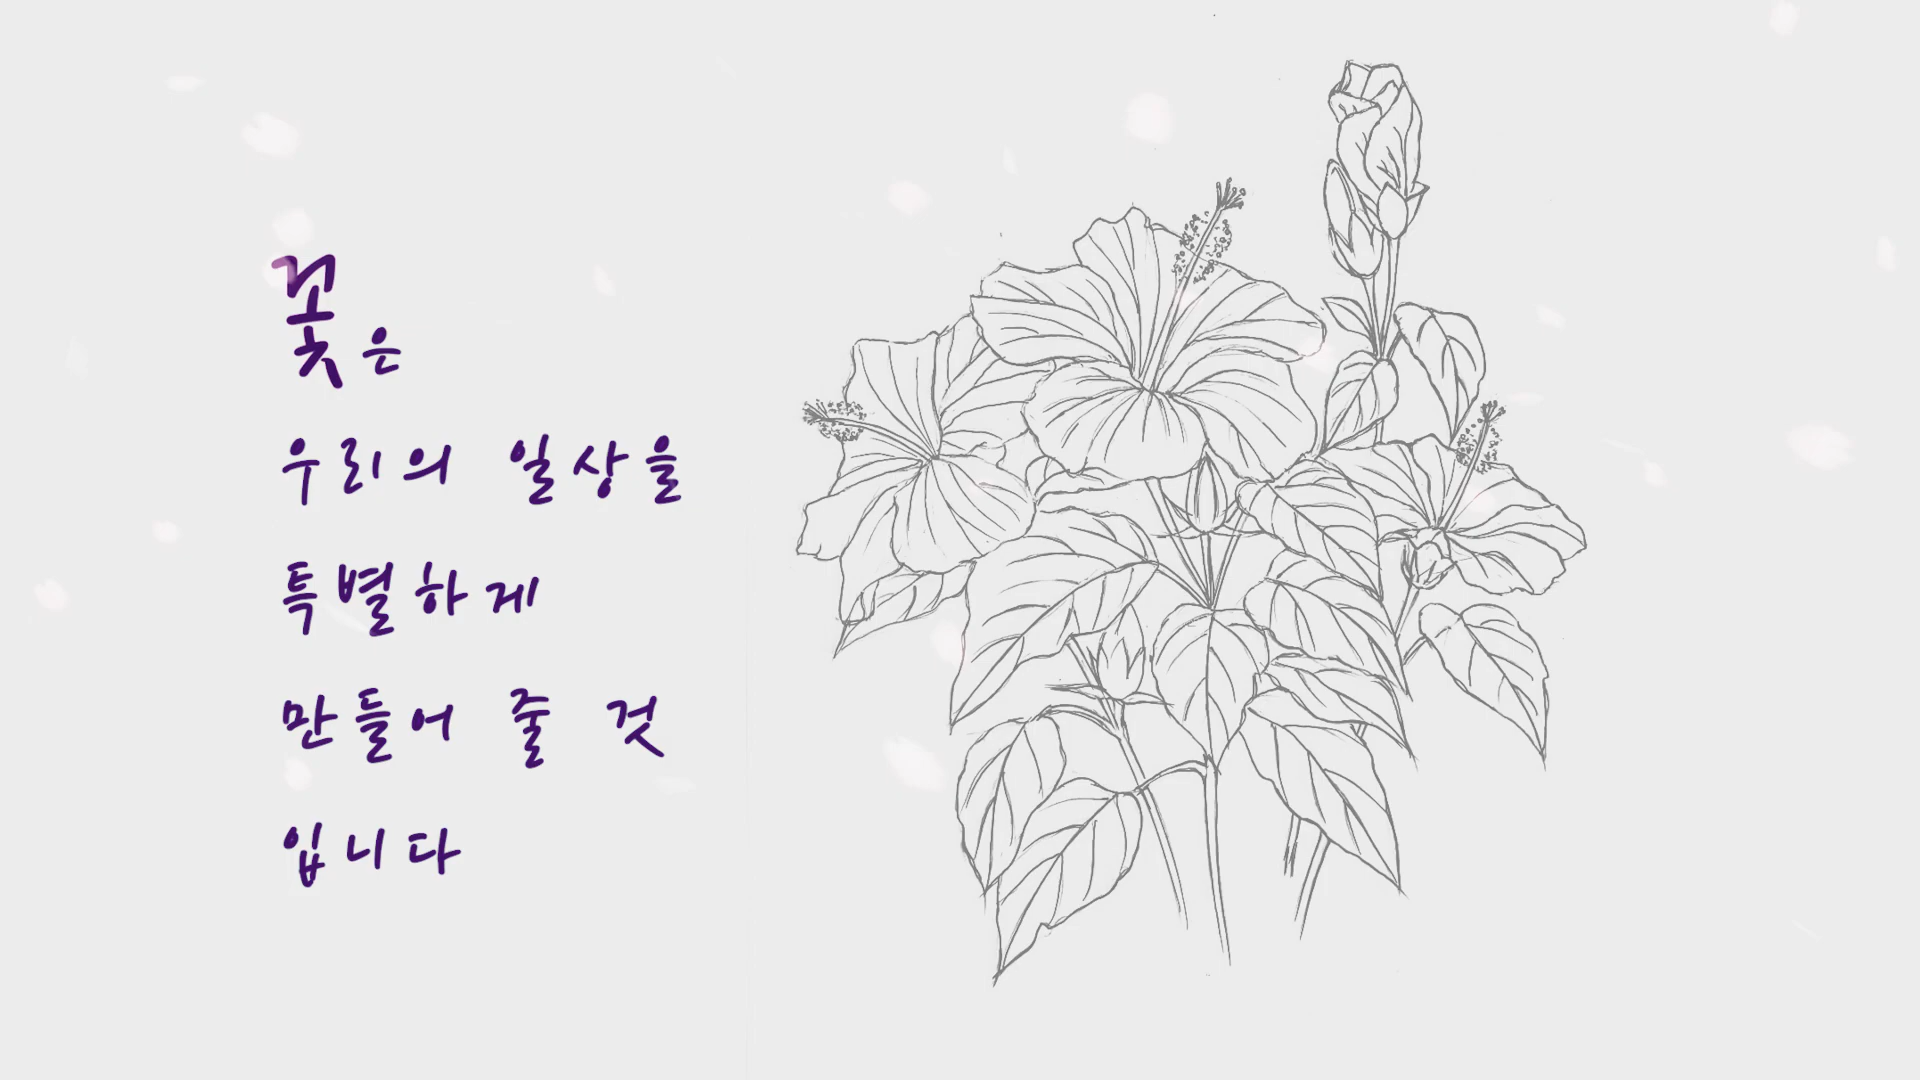 꽃은
우리의 일상을
특별하게
만들어 줄 것
입니다